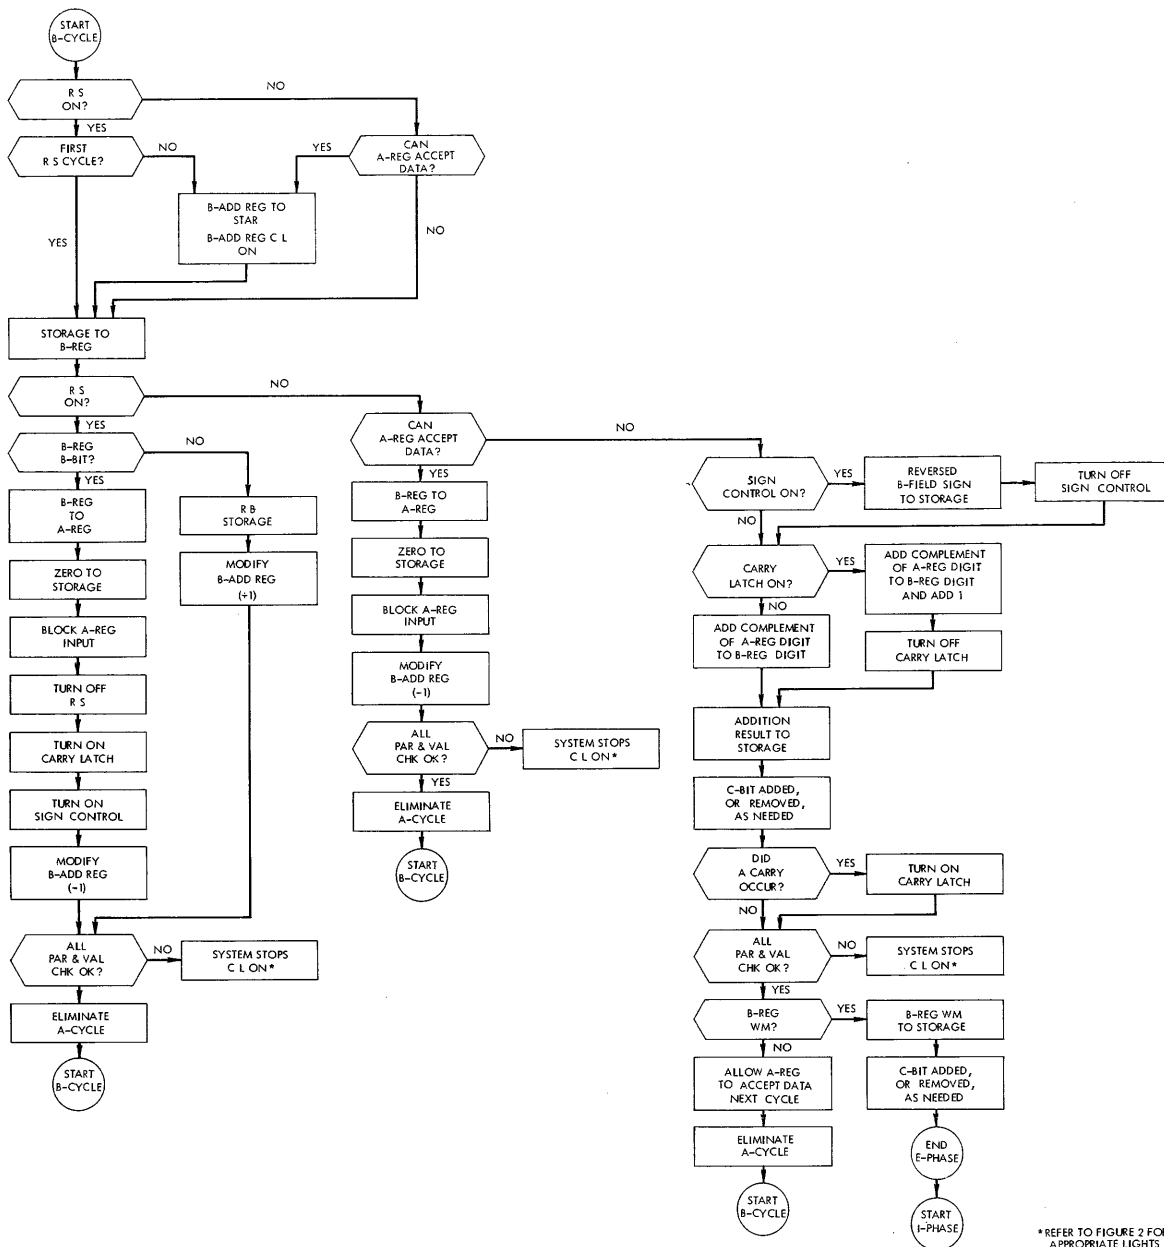 START
B-CYCLE
R S
ON?
NO
YES
FIRST
R S CYCLE?
NO
YES
CAN
A-REG ACCEPT
DATA?
B-ADD REG TO
STAR
B-ADD REG C L
ON
YES
NO
STORAGE TO
B-REG
R S
ON?
NO
YES
B-REG
B-BIT?
NO
YES
B-REG
TO
A-REG
ZERO TO
STORAGE
BLOCK A-REG
INPUT
TURN OFF
R S
TURN ON
CARRY LATCH
TURN ON
SIGN CONTROL
MODIFY
B-ADD REG
(-1)
R B
STORAGE
MODIFY
B-ADD REG
(+1)
ALL
PAR & VAL
CHK OK?
NO
SYSTEM STOPS
C L ON*
YES
ELIMINATE
A-CYCLE
START
B-CYCLE
CAN
A-REG ACCEPT
DATA?
NO
YES
B-REG TO
A-REG
ZERO TO
STORAGE
BLOCK A-REG
INPUT
MODIFY
B-ADD REG
(-1)
ALL
PAR & VAL
CHK OK?
NO
SYSTEM STOPS
C L ON*
YES
ELIMINATE
A-CYCLE
START
B-CYCLE
SIGN
CONTROL ON?
YES
REVERSED
B-FIELD SIGN
TO STORAGE
TURN OFF
SIGN CONTROL
NO
CARRY
LATCH ON?
YES
ADD COMPLEMENT
OF A-REG DIGIT
TO B-REG DIGIT
AND ADD 1
NO
ADD COMPLEMENT
OF A-REG DIGIT
TO B-REG DIGIT
TURN OFF
CARRY LATCH
ADDITION
RESULT TO
STORAGE
C-BIT ADDED,
OR REMOVED,
AS NEEDED
DID
A CARRY
OCCUR?
YES
TURN ON
CARRY LATCH
NO
ALL
PAR & VAL
CHK OK?
NO
SYSTEM STOPS
C L ON*
YES
B-REG
WM?
YES
B-REG WM
TO STORAGE
NO
ALLOW A-REG
TO ACCEPT DATA
NEXT CYCLE
C-BIT ADDED,
OR REMOVED,
AS NEEDED
ELIMINATE
A-CYCLE
END
E-PHASE
START
B-CYCLE
START
I-PHASE
*REFER TO FIGURE 2 FOR
APPROPRIATE LIGHTS